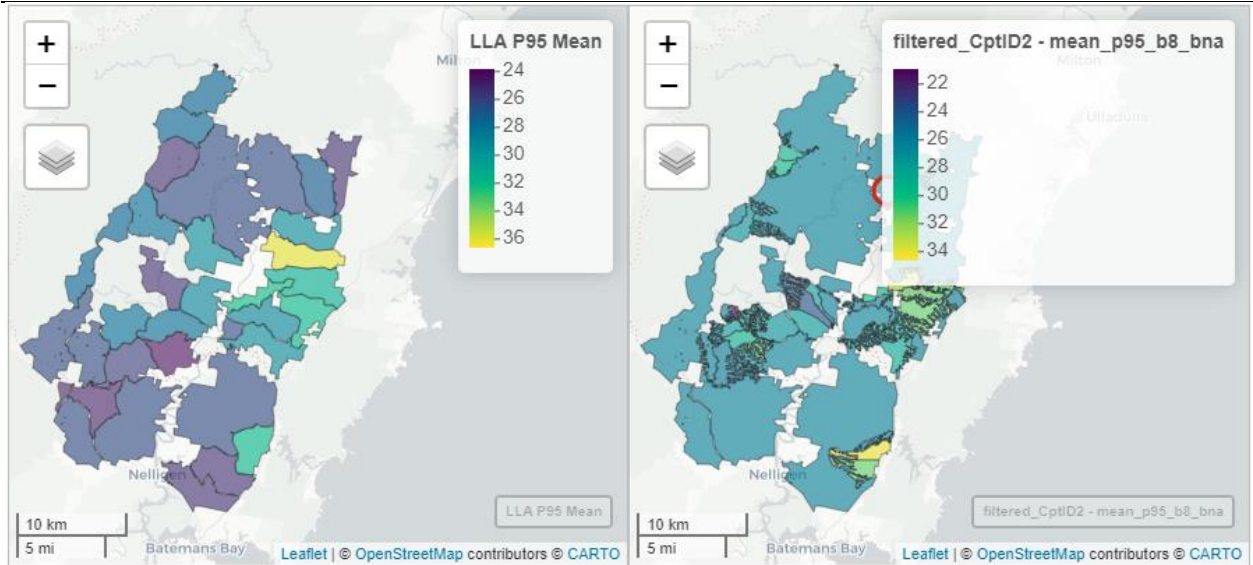 +
−
Milton
LLA P95 Mean
24
26
28
30
32
34
36
Nelligen
LLA P95 Mean
10 km
5 mi
Batemans Bay
Leaflet | © OpenStreetMap contributors © CARTO
+
−
filtered_CptID2 - mean_p95_b8_bna
Milton
Ulladulla
22
24
26
28
30
32
34
Nelligen
filtered_CptID2 - mean_p95_b8_bna
10 km
5 mi
Batemans Bay
Leaflet | © OpenStreetMap contributors © CARTO